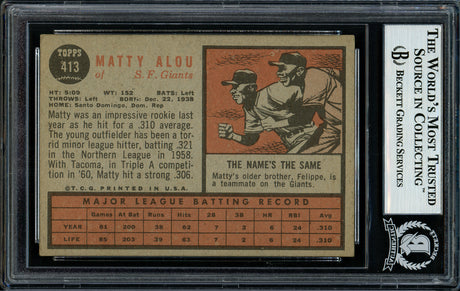 TOPPS
413
MATTY ALOU
of S. F. Giants
HT: 5:09 WT: 152 BATS: Left
THROWS: Left BORN: Dec. 22, 1938
HOME: Santo Domingo, Dom. Rep
Matty was an impressive rookie last
year as he hit for a .310 average.
The young outfielder has been a tor-
rid minor league hitter, batting .321
in the Northern League in 1958.
With Tacoma, in Triple A competi-
tion in '60, Matty hit a strong .306.
©T.C.G. PRINTED IN U.S.A.
THE NAME'S THE SAME
Matty's older brother, Felippe, is
a teammate on the Giants.
MAJOR LEAGUE BATTING RECORD
Games At Bat Runs Hits 2B 3B HR RBI Avg.
YEAR 81 200 38 62 7 2 6 24 .310
LIFE 85 203 39 63 7 2 6 24 .310
THE WORLD'S MOST TRUSTED
SOURCE IN COLLECTING™
BECKETT GRADING SERVICES